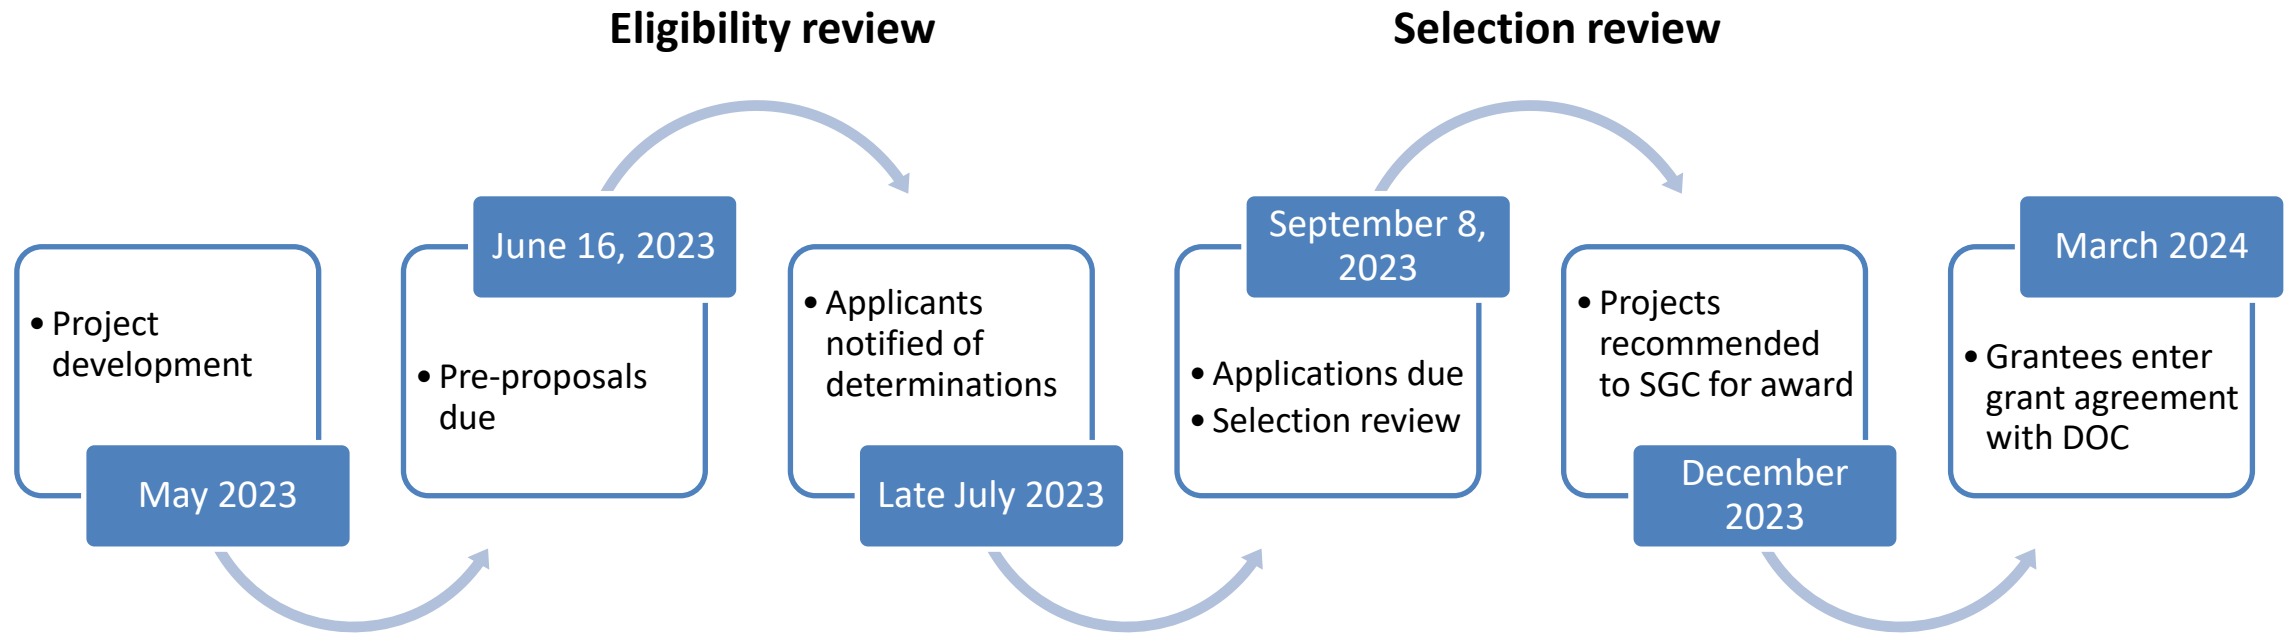 Eligibility review
Selection review
• Project
development
May 2023
June 16, 2023
• Pre-proposals
due
• Applicants
notified of
determinations
Late July 2023
September 8,
2023
• Applications due
• Selection review
• Projects
recommended
to SGC for award
December
2023
March 2024
• Grantees enter
grant agreement
with DOC